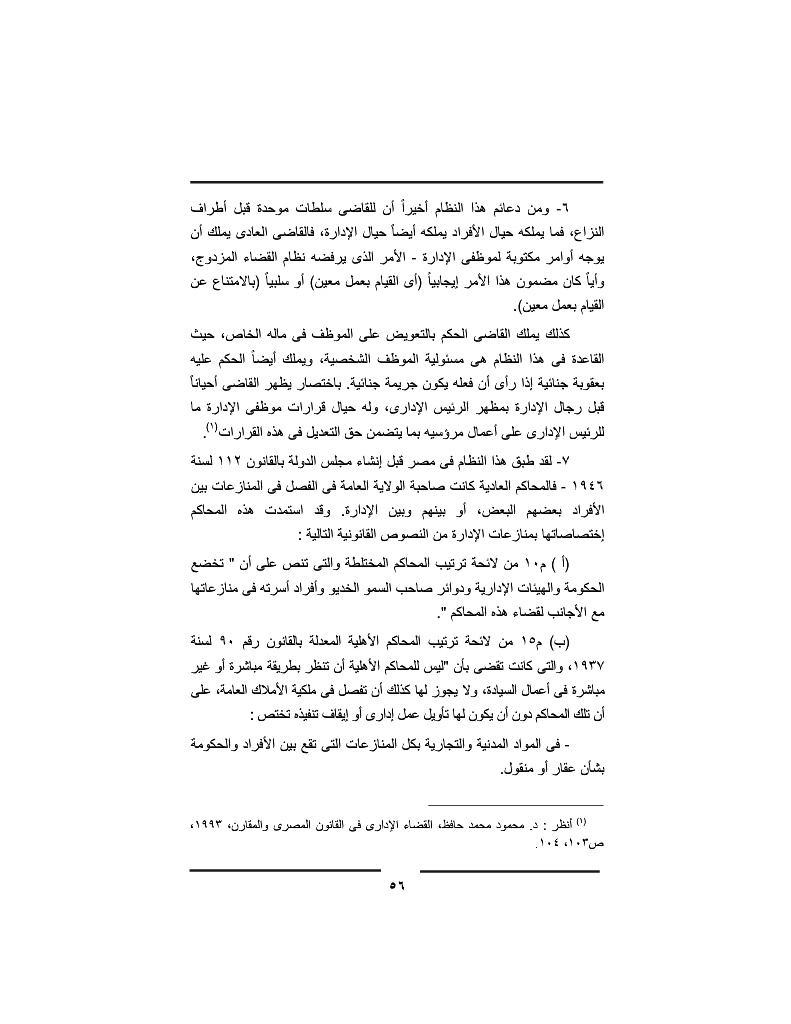 ٦- ومن دعائم هذا النظام أخيراً أن للقاضى سلطات موحدة قبل أطراف
النزاع، فما يملكه حيال الأفراد يملكه أيضاً حيال الإدارة، فالقاضى العادى يملك أن
يوجه أوامر مكتوبة لموظفى الإدارة - الأمر الذى يرفضه نظام القضاء المزدوج،
وأياً كان مضمون هذا الأمر إيجابياً (أى القيام بعمل معين) أو سلبياً (بالامتناع عن
القيام بعمل معين).
كذلك يملك القاضى الحكم بالتعويض على الموظف فى ماله الخاص، حيث
القاعدة فى هذا النظام هى مسئولية الموظف الشخصية، ويملك أيضاً الحكم عليه
بعقوبة جنائية إذا رأى أن فعله يكون جريمة جنائية. باختصار يظهر القاضى أحياناً
قبل رجال الإدارة بمظهر الرئيس الإدارى، وله حيال قرارات موظفى الإدارة ما
للرئيس الإدارى على أعمال مرؤسيه بما يتضمن حق التعديل فى هذه القرارات(١).
٧- لقد طبق هذا النظام فى مصر قبل إنشاء مجلس الدولة بالقانون ١١٢ لسنة
١٩٤٦ - فالمحاكم العادية كانت صاحبة الولاية العامة فى الفصل فى المنازعات بين
الأفراد بعضهم البعض، أو بينهم وبين الإدارة. وقد استمدت هذه المحاكم
إختصاصاتها بمنازعات الإدارة من النصوص القانونية التالية :
(أ ) م١٠ من لائحة ترتيب المحاكم المختلطة والتى تنص على أن " تخضع
الحكومة والهيئات الإدارية ودوائر صاحب السمو الخديو وأفراد أسرته فى منازعاتها
مع الأجانب لقضاء هذه المحاكم ".
(ب) م١٥ من لائحة ترتيب المحاكم الأهلية المعدلة بالقانون رقم ٩٠ لسنة
١٩٣٧، والتى كانت تقضى بأن "ليس للمحاكم الأهلية أن تنظر بطريقة مباشرة أو غير
مباشرة فى أعمال السيادة، ولا يجوز لها كذلك أن تفصل فى ملكية الأملاك العامة، على
أن تلك المحاكم دون أن يكون لها تأويل عمل إدارى أو إيقاف تنفيذه تختص :
- فى المواد المدنية والتجارية بكل المنازعات التى تقع بين الأفراد والحكومة
بشأن عقار أو منقول.
(١) أنظر : د. محمود محمد حافظ، القضاء الإدارى فى القانون المصرى والمقارن، ١٩٩٣،
ص١٠٣، ١٠٤.
٥٦